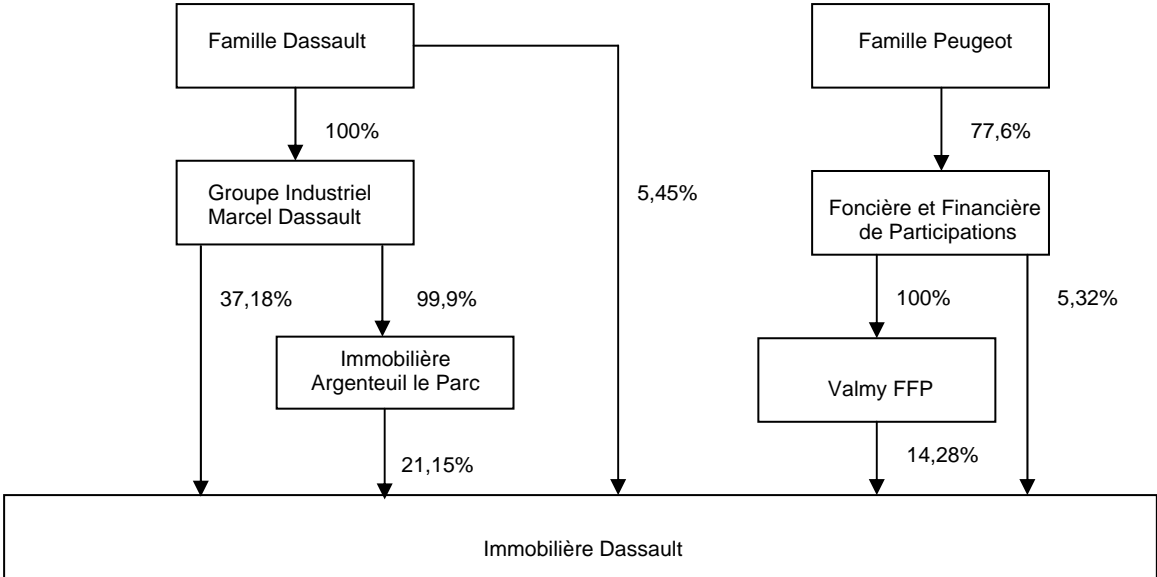 Famille Dassault
Famille Peugeot
100%
77,6%
Groupe Industriel
Marcel Dassault
5,45%
Foncière et Financière
de Participations
37,18%
99,9%
100%
5,32%
Immobilière
Argenteuil le Parc
Valmy FFP
21,15%
14,28%
Immobilière Dassault